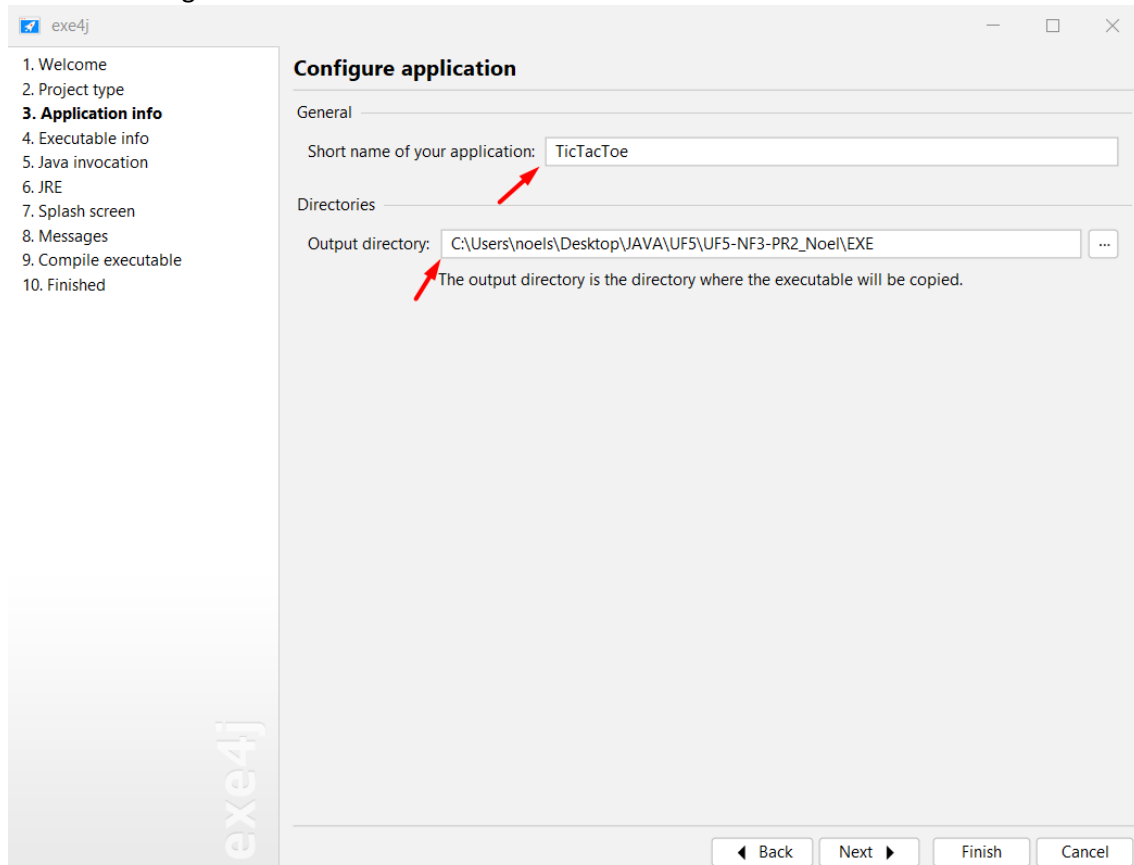 exe4j
1. Welcome
2. Project type
3. Application info
4. Executable info
5. Java invocation
6. JRE
7. Splash screen
8. Messages
9. Compile executable
10. Finished
exe4j
Configure application
General
Short name of your application: TicTacToe
Directories
Output directory: C:\Users\noels\Desktop\JAVA\UF5\UF5-NF3-PR2_Noel\EXE ...
The output directory is the directory where the executable will be copied.
Back Next Finish Cancel